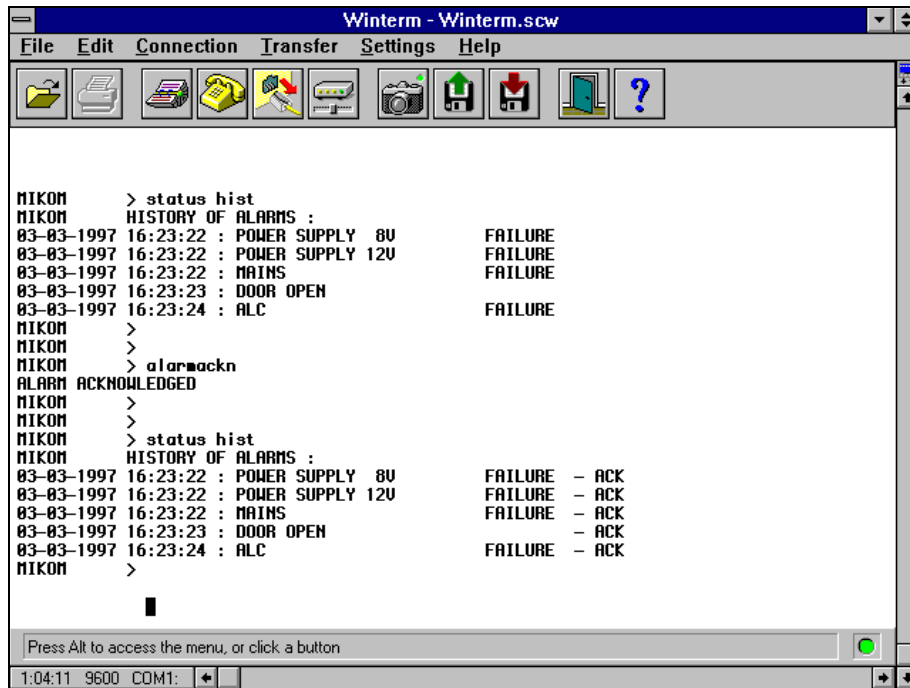 Winterm - Winterm.scw
File Edit Connection Transfer Settings Help
MIKOM > status hist
MIKOM HISTORY OF ALARMS :
03-03-1997 16:23:22 : POWER SUPPLY 8V FAILURE
03-03-1997 16:23:22 : POWER SUPPLY 12V FAILURE
03-03-1997 16:23:22 : MAINS FAILURE
03-03-1997 16:23:23 : DOOR OPEN
03-03-1997 16:23:24 : ALC FAILURE
MIKOM >
MIKOM >
MIKOM > alarmackn
ALARM ACKNOWLEDGED
MIKOM >
MIKOM >
MIKOM > status hist
MIKOM HISTORY OF ALARMS :
03-03-1997 16:23:22 : POWER SUPPLY 8V FAILURE - ACK
03-03-1997 16:23:22 : POWER SUPPLY 12V FAILURE - ACK
03-03-1997 16:23:22 : MAINS FAILURE - ACK
03-03-1997 16:23:23 : DOOR OPEN - ACK
03-03-1997 16:23:24 : ALC FAILURE - ACK
MIKOM >
Press Alt to access the menu, or click a button
1:04:11 9600 COM1: